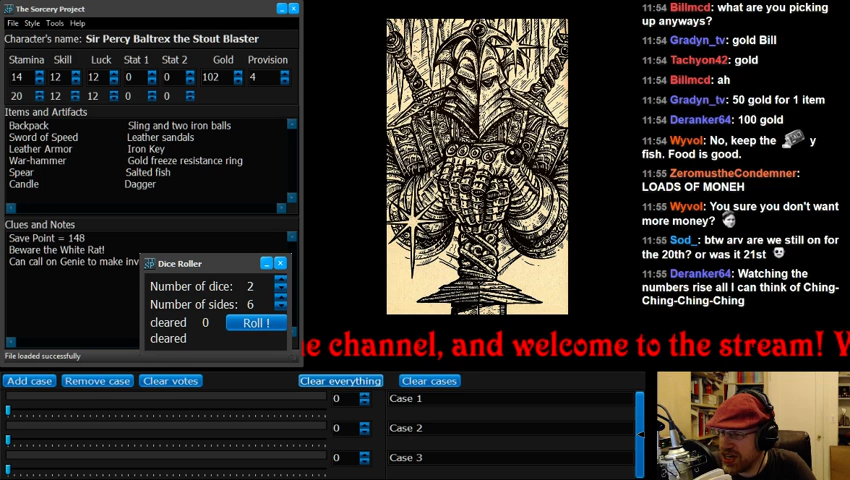 The Sorcery Project
File Style Tools Help
Character's name: Sir Percy Baltrex the Stout Blaster
Stamina Skill Luck Stat 1 Stat 2 Gold Provision
14 12 12 0 0 102 4
20 12 12 0 0
Items and Artifacts
Backpack Sling and two iron balls
Sword of Speed Leather sandals
Leather Armor Iron Key
War-hammer Gold freeze resistance ring
Spear Salted fish
Candle Dagger
Clues and Notes
Save Point = 148
Beware the White Rat!
Can call on Genie to make inv
Dice Roller
Number of dice: 2
Number of sides: 6
cleared 0 Roll !
cleared
File loaded successfully
e channel, and welcome to the stream!
Add case Remove case Clear votes Clear everything Clear cases
0 Case 1
0 Case 2
0 Case 3
Billmcd: what are you picking
up anyways?
11:54 Gradyn_tv: gold Bill
11:54 Tachyon42: gold
11:54 Billmcd: ah
11:54 Gradyn_tv: 50 gold for 1 item
11:54 Deranker64: 100 gold
11:54 Wyvol: No, keep the y
fish. Food is good.
11:55 ZeromustheCondemner:
LOADS OF MONEH
11:55 Wyvol: You sure you don't want
more money?
11:55 Sod_: btw arv are we still on for
the 20th? or was it 21st
11:55 Deranker64: Watching the
numbers rise all I can think of Ching-
Ching-Ching-Ching